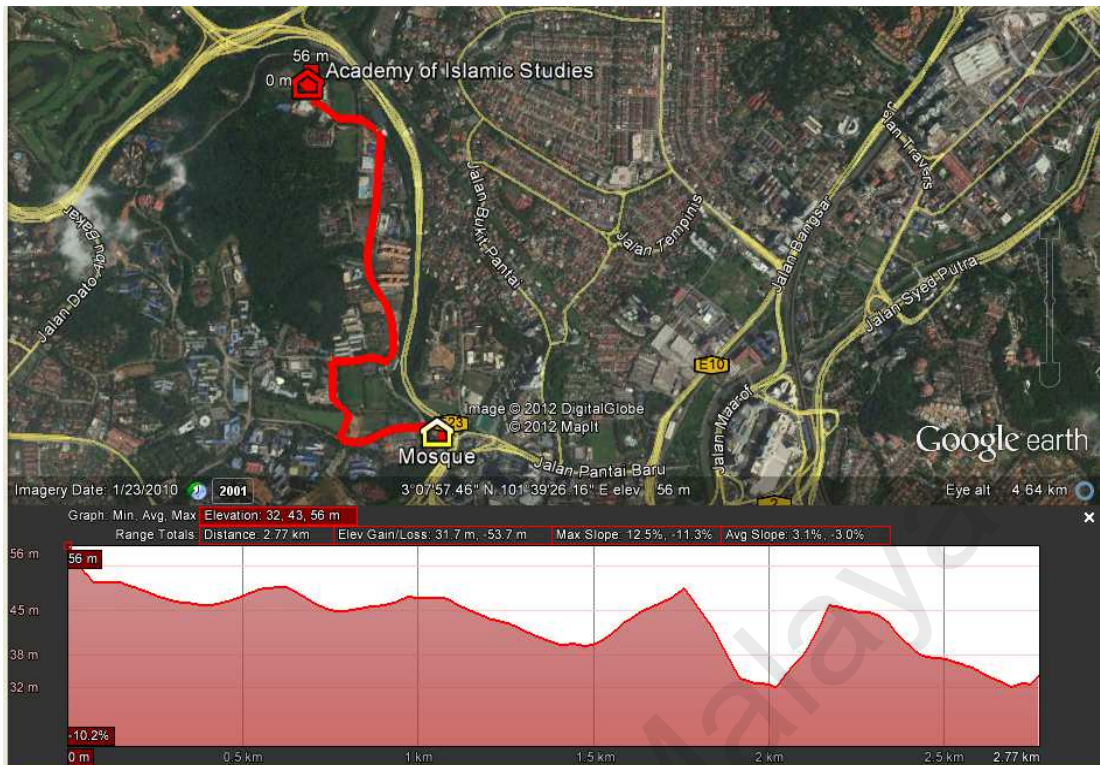 56 m
0 m
Academy of Islamic Studies
Jalan Travers
Jalan Bukit Pantai
Jalan Tempinis
Jalan Bangsar
Jalan Dato Abu Bakar
Jalan Syed Putra
E10
Image © 2012 DigitalGlobe
© 2012 MapIt
23
Jalan Maarof
Google earth
Mosque
Jalan Pantai Baru
Imagery Date: 1/23/2010
2001
3°07'57.46" N 101°39'26.16" E elev 56 m
2
Eye alt 4.64 km
Graph: Min, Avg, Max Elevation: 32, 43, 56 m
Range Totals: Distance: 2.77 km Elev Gain/Loss: 31.7 m, -53.7 m Max Slope: 12.5%, -11.3% Avg Slope: 3.1%, -3.0%
56 m
56 m
45 m
38 m
32 m
-10.2%
0 m 0.5 km 1 km 1.5 km 2 km 2.5 km 2.77 km
Malaya